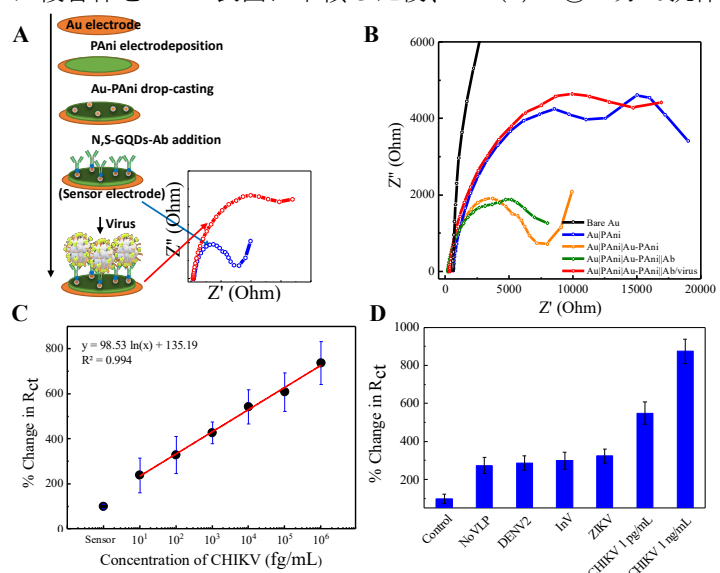 A
Au electrode
PAni electrodeposition
Au-PAni drop-casting
N,S-GQDs-Ab addition
(Sensor electrode)
Virus
Z'' (Ohm)
Z' (Ohm)
B
6000
4000
2000
0
0 5000 10000 15000 20000
Z'' (Ohm)
Z' (Ohm)
Bare Au
Au|PAni
Au|PAni|Au-PAni
Au|PAni|Au-PAni||Ab
Au|PAni|Au-PAni||Ab/virus
C
y = 98.53 ln(x) + 135.19
R² = 0.994
800
600
400
200
0
% Change in Rct
Sensor 10¹ 10² 10³ 10⁴ 10⁵ 10⁶
Concentration of CHIKV (fg/mL)
D
1000
800
600
400
200
% Change in Rct
Control
No VLP
DENV2
InV
ZIKV
CHIKV 1 pg/mL
CHIKV 1 ng/mL